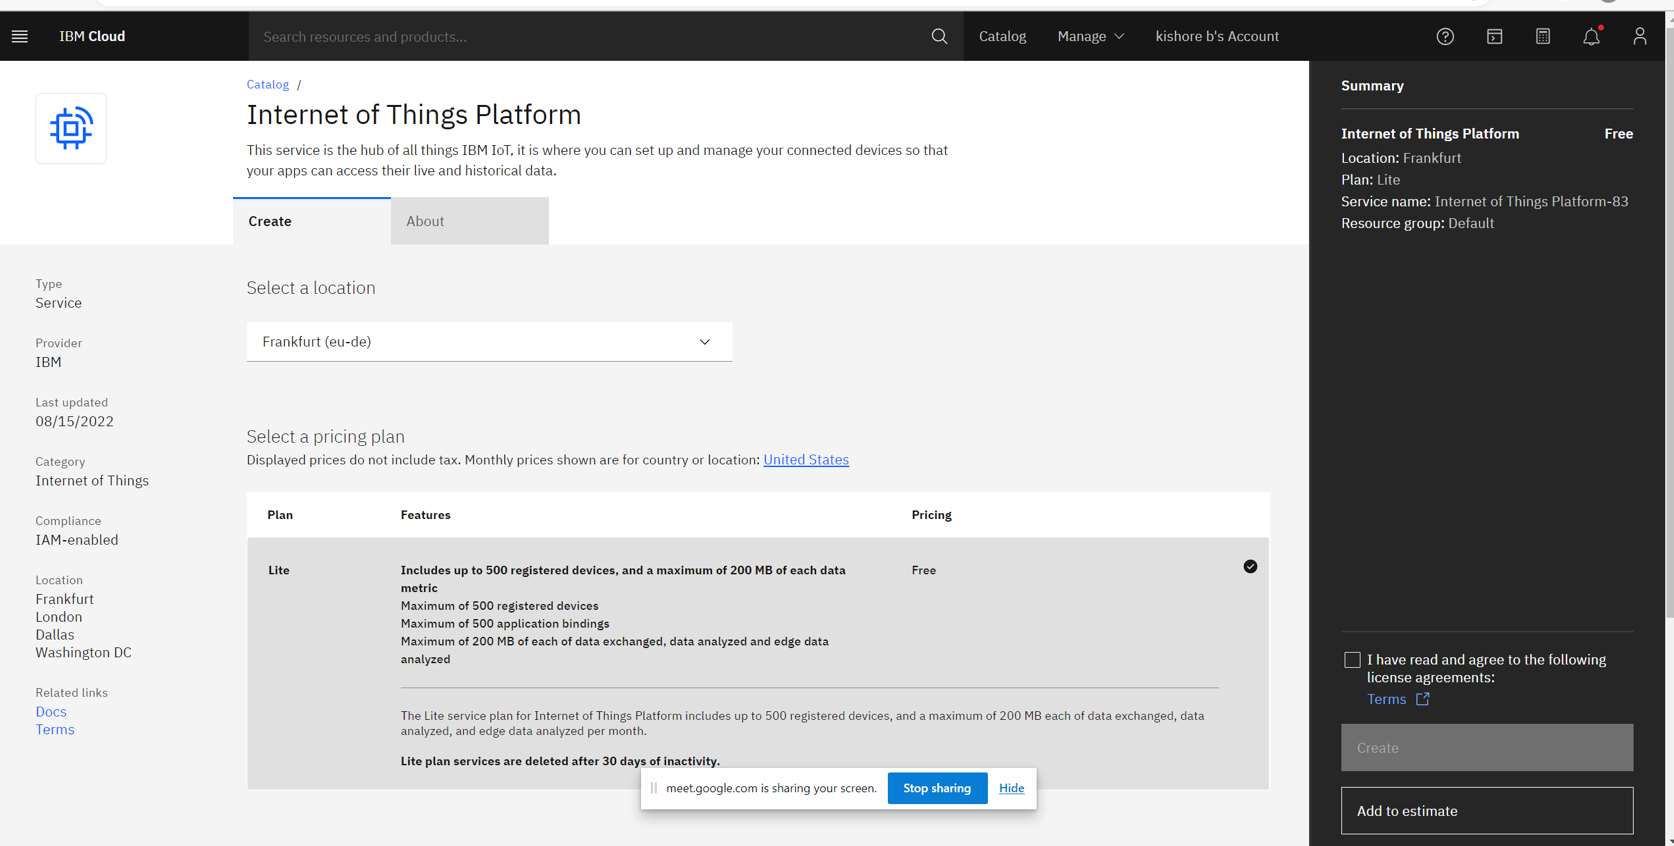 IBM Cloud
Search resources and products...
Catalog
Manage
kishore b's Account
Catalog /
Internet of Things Platform
This service is the hub of all things IBM IoT, it is where you can set up and manage your connected devices so that
your apps can access their live and historical data.
Create
About
Type
Service
Provider
IBM
Last updated
08/15/2022
Category
Internet of Things
Compliance
IAM-enabled
Location
Frankfurt
London
Dallas
Washington DC
Related links
Docs
Terms
Select a location
Frankfurt (eu-de)
Select a pricing plan
Displayed prices do not include tax. Monthly prices shown are for country or location: United States
Plan
Features
Pricing
Lite
Includes up to 500 registered devices, and a maximum of 200 MB of each data
metric
Maximum of 500 registered devices
Maximum of 500 application bindings
Maximum of 200 MB of each of data exchanged, data analyzed and edge data
analyzed
Free
The Lite service plan for Internet of Things Platform includes up to 500 registered devices, and a maximum of 200 MB each of data exchanged, data
analyzed, and edge data analyzed per month.
Lite plan services are deleted after 30 days of inactivity.
meet.google.com is sharing your screen.
Stop sharing
Hide
Summary
Internet of Things Platform Free
Location: Frankfurt
Plan: Lite
Service name: Internet of Things Platform-83
Resource group: Default
I have read and agree to the following
license agreements:
Terms
Create
Add to estimate